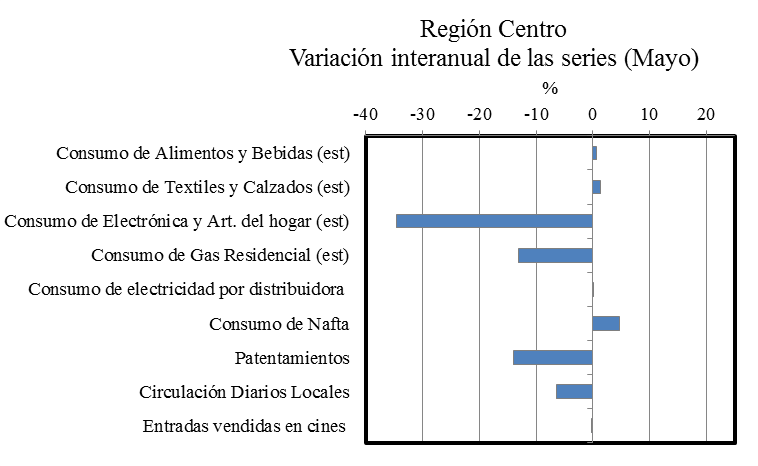 Región Centro
Variación interanual de las series (Mayo)
%
-40 -30 -20 -10 0 10 20
Consumo de Alimentos y Bebidas (est)
Consumo de Textiles y Calzados (est)
Consumo de Electrónica y Art. del hogar (est)
Consumo de Gas Residencial (est)
Consumo de electricidad por distribuidora
Consumo de Nafta
Patentamientos
Circulación Diarios Locales
Entradas vendidas en cines